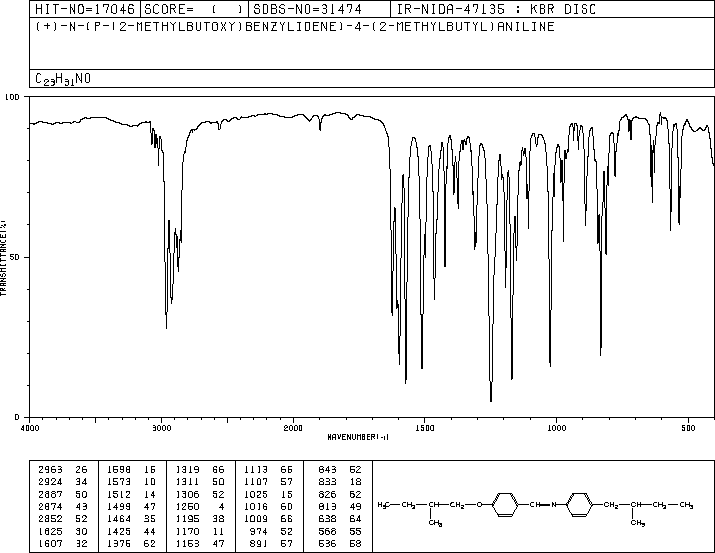 HIT-NO=17046 SCORE= ( ) SDBS-NO=31474 IR-NIDA-47135 : KBR DISC
(+)-N-(P-(2-METHYLBUTOXY)BENZYLIDENE)-4-(2-METHYLBUTYL)ANILINE
C23H31NO
100
50
0
TRANSMITTANCE(%)
4000 3000 2000 1500 1000 500
WAVENUMBER(-1)
2963 26 1598 16 1319 66 1113 66 843 52
2924 34 1573 10 1311 50 1107 57 833 18
2887 50 1512 14 1306 52 1025 15 826 52
2874 43 1499 47 1250 4 1016 60 813 49
2852 52 1464 35 1195 38 1009 66 638 64
1625 30 1425 44 1170 11 974 52 568 55
1607 32 1376 62 1153 47 891 57 536 58
H3C CH2 CH CH2 O CH N CH2 CH CH2 CH3
CH3 CH3